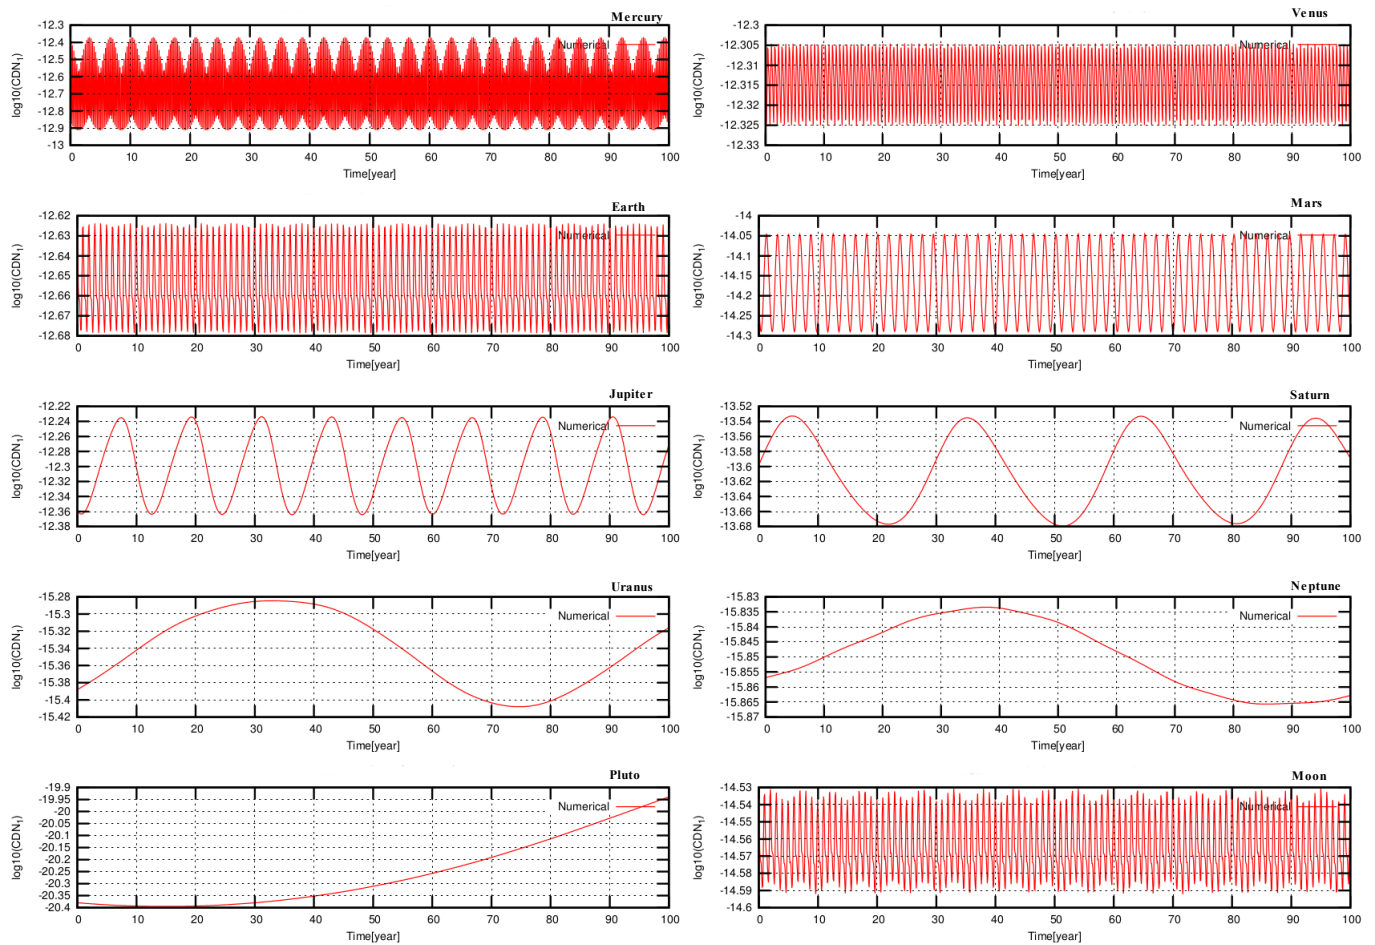 Mercury
-12.3
-12.4
-12.5
-12.6
-12.7
-12.8
-12.9
-13
log10(CDN1)
Numerical
0 10 20 30 40 50 60 70 80 90 100
Time[year]
Venus
-12.3
-12.305
-12.31
-12.315
-12.32
-12.325
-12.33
log10(CDN1)
Numerical
0 10 20 30 40 50 60 70 80 90 100
Time[year]
Earth
-12.62
-12.63
-12.64
-12.65
-12.66
-12.67
-12.68
log10(CDN1)
Numerical
0 10 20 30 40 50 60 70 80 90 100
Time[year]
Mars
-14
-14.05
-14.1
-14.15
-14.2
-14.25
-14.3
log10(CDN1)
Numerical
0 10 20 30 40 50 60 70 80 90 100
Time[year]
Jupiter
-12.22
-12.24
-12.26
-12.28
-12.3
-12.32
-12.34
-12.36
-12.38
log10(CDN1)
Numerical
0 10 20 30 40 50 60 70 80 90 100
Time[year]
Saturn
-13.52
-13.54
-13.56
-13.58
-13.6
-13.62
-13.64
-13.66
-13.68
log10(CDN1)
Numerical
0 10 20 30 40 50 60 70 80 90 100
Time[year]
Uranus
-15.28
-15.3
-15.32
-15.34
-15.36
-15.38
-15.4
-15.42
log10(CDN1)
Numerical
0 10 20 30 40 50 60 70 80 90 100
Time[year]
Neptune
-15.83
-15.835
-15.84
-15.845
-15.85
-15.855
-15.86
-15.865
-15.87
log10(CDN1)
Numerical
0 10 20 30 40 50 60 70 80 90 100
Time[year]
Pluto
-19.9
-19.95
-20
-20.05
-20.1
-20.15
-20.2
-20.25
-20.3
-20.35
-20.4
log10(CDN1)
Numerical
0 10 20 30 40 50 60 70 80 90 100
Time[year]
Moon
-14.53
-14.54
-14.55
-14.56
-14.57
-14.58
-14.59
-14.6
log10(CDN1)
Numerical
0 10 20 30 40 50 60 70 80 90 100
Time[year]